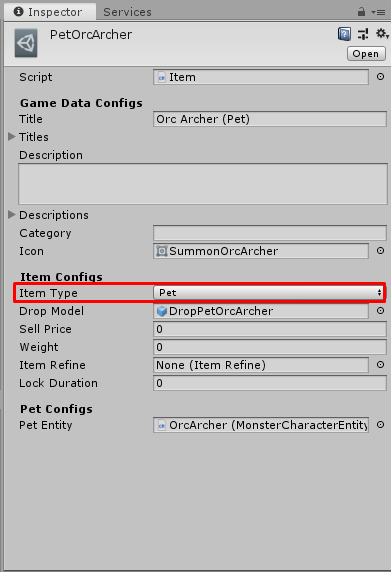 Inspector Services
PetOrcArcher
Open
Script Item
Game Data Configs
Title Orc Archer (Pet)
Titles
Description
Descriptions
Category
Icon SummonOrcArcher
Item Configs
Item Type Pet
Drop Model DropPetOrcArcher
Sell Price 0
Weight 0
Item Refine None (Item Refine)
Lock Duration 0
Pet Configs
Pet Entity OrcArcher (MonsterCharacterEntity